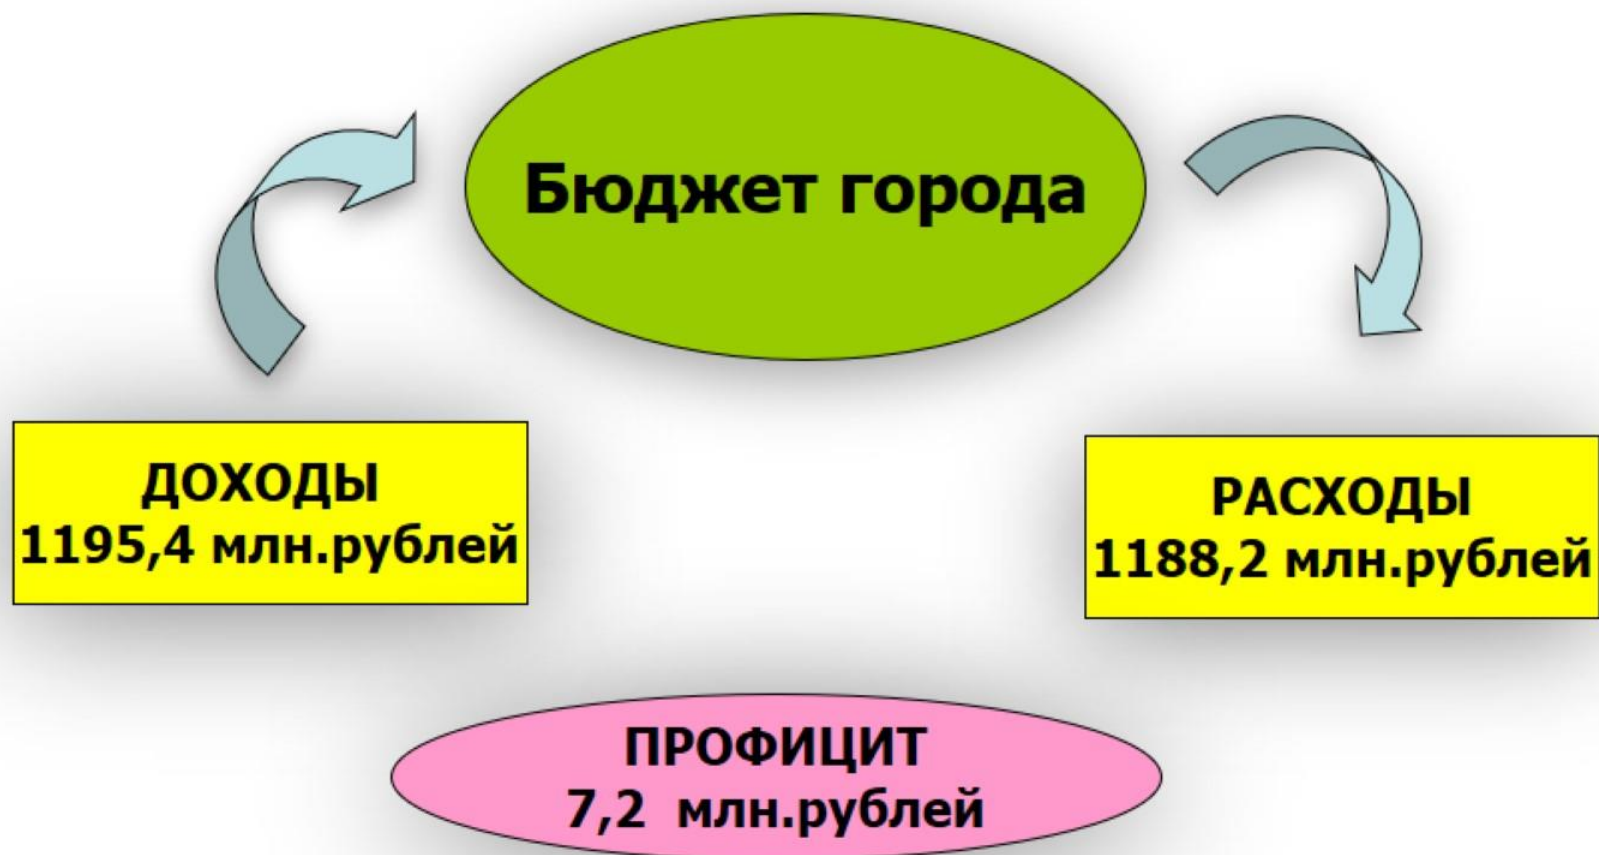 Бюджет города
ДОХОДЫ
1195,4 млн.рублей
РАСХОДЫ
1188,2 млн.рублей
ПРОФИЦИТ
7,2 млн.рублей